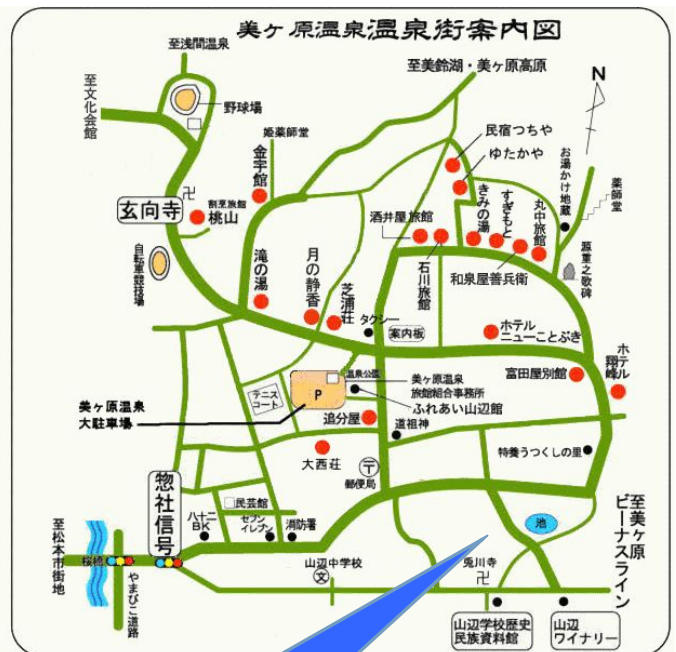 美ヶ原温泉温泉街案内図
至浅間温泉
至美鈴湖・美ヶ原高原
至文化会館
野球場
姫薬師堂
N
民宿つちや
ゆたかや
お湯かけ地蔵
薬師堂
金宇館
玄向寺
卍
割烹旅館
桃山
酒井屋旅館
きみの湯
すぎもと
丸中旅館
源重之歌碑
自転車競技場
滝の湯
月の静香
芝浦荘
石川旅館
和泉屋善兵衛
タクシー
案内板
ホテル
ニューことぶき
富田屋別館
ホテル翔峰
温泉公園
美ヶ原温泉
旅館組合事務所
テニス
コート
P
ふれあい山辺館
美ヶ原温泉
大駐車場
追分屋
道祖神
大西荘
〒
郵便局
特養うつくしの里
惣社信号
民芸館
八十二
BK
セブン
イレブン
消防署
池
至美ヶ原
ビーナスライン
至松本市街地
桜橋
やまびこ道路
山辺中学校
文
兎川寺
卍
山辺学校歴史
民族資料館
山辺
ワイナリー